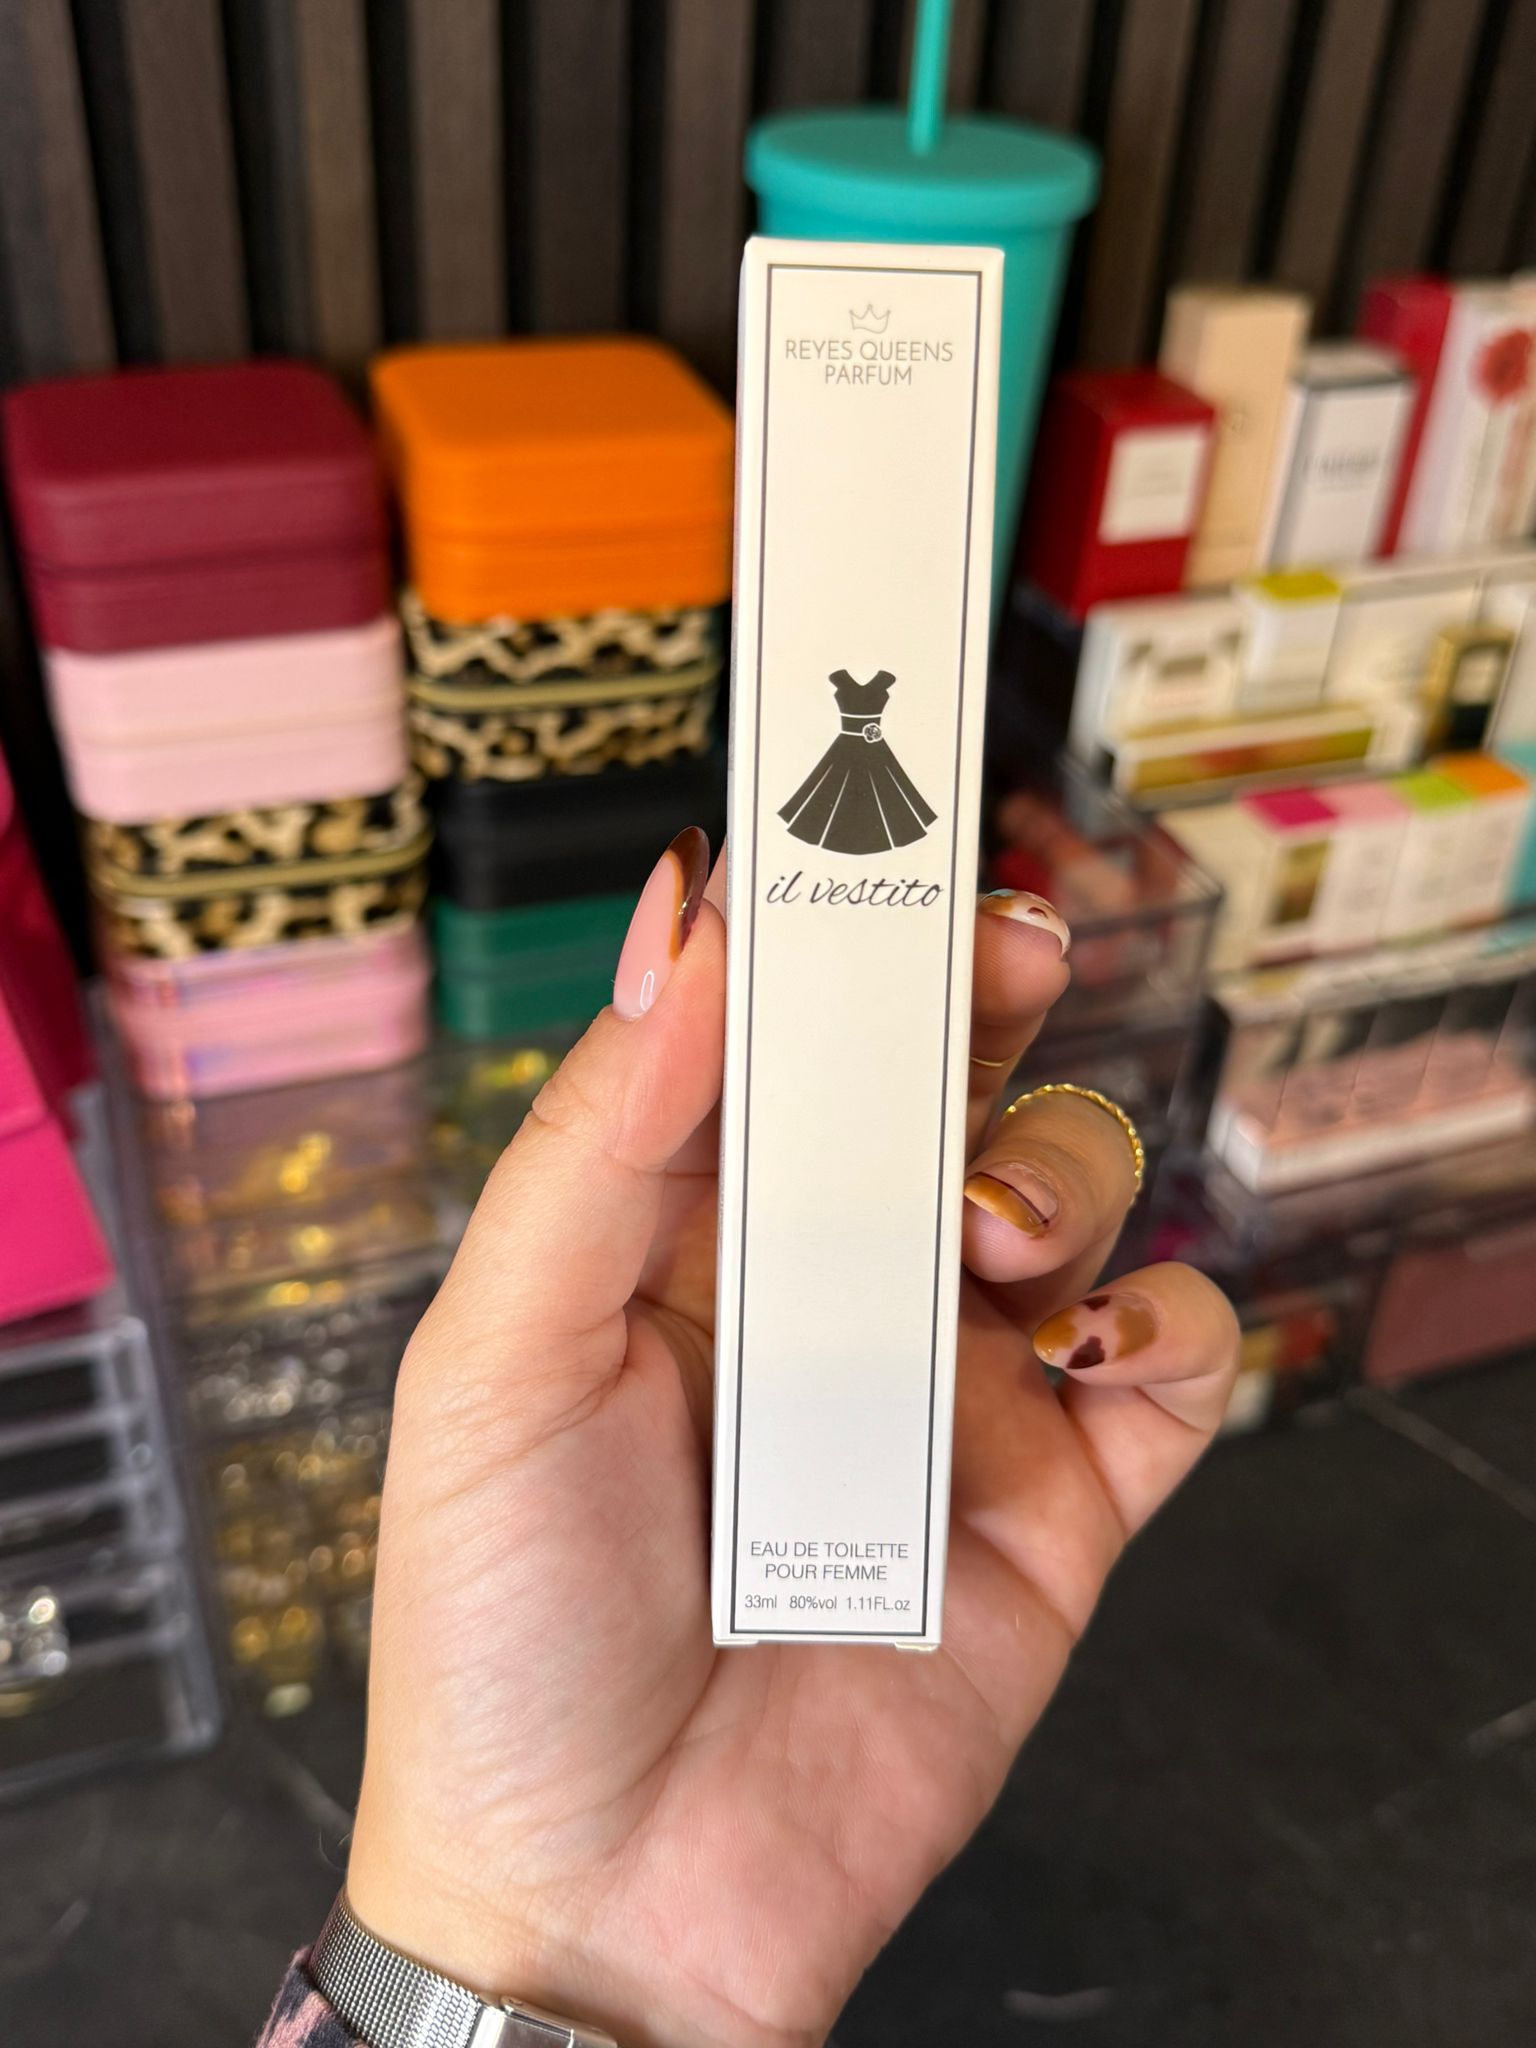 REYES QUEENS
PARFUM
il vestito
EAU DE TOILETTE
POUR FEMME
33ml 80%vol 1.11FL.oz